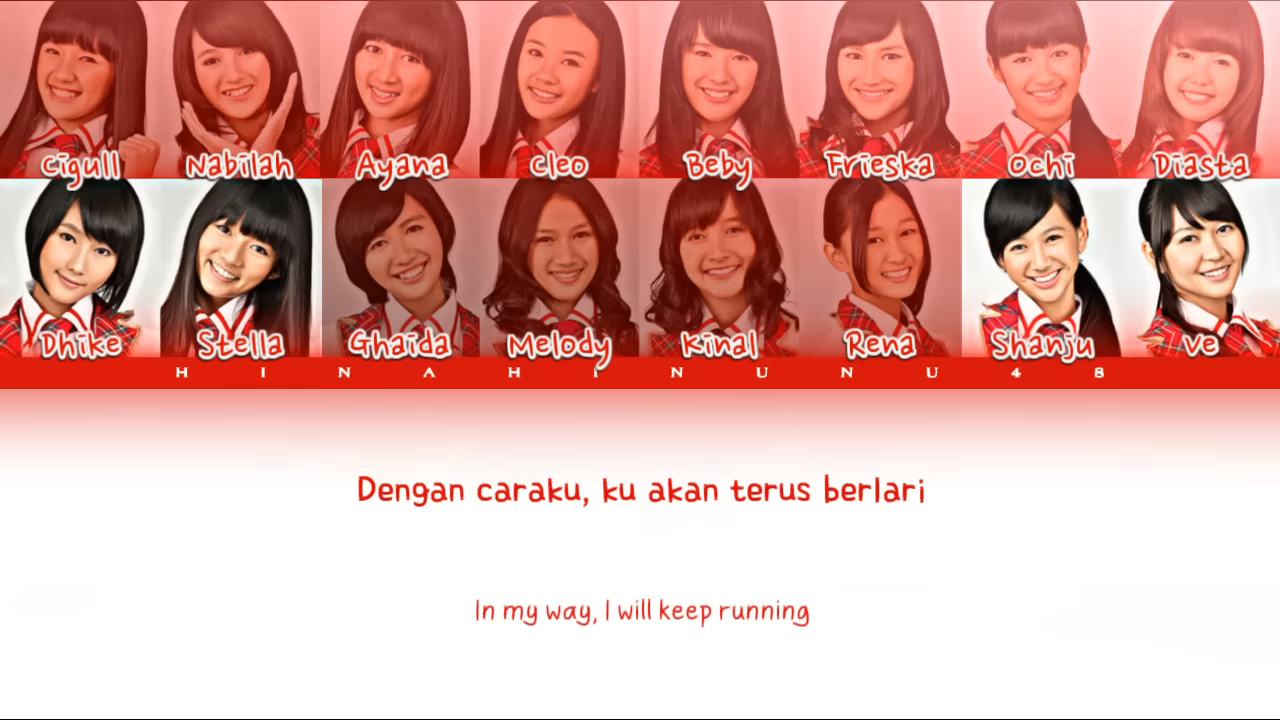 Cigull Nabilah Ayana Cleo Beby Frieska Ochi Diasta
Dhike Stella Ghaida Melody Kinal Rena Shanju Ve
H I N A H I N U N U 4 8
Dengan caraku, ku akan terus berlari
In my way, I will keep running